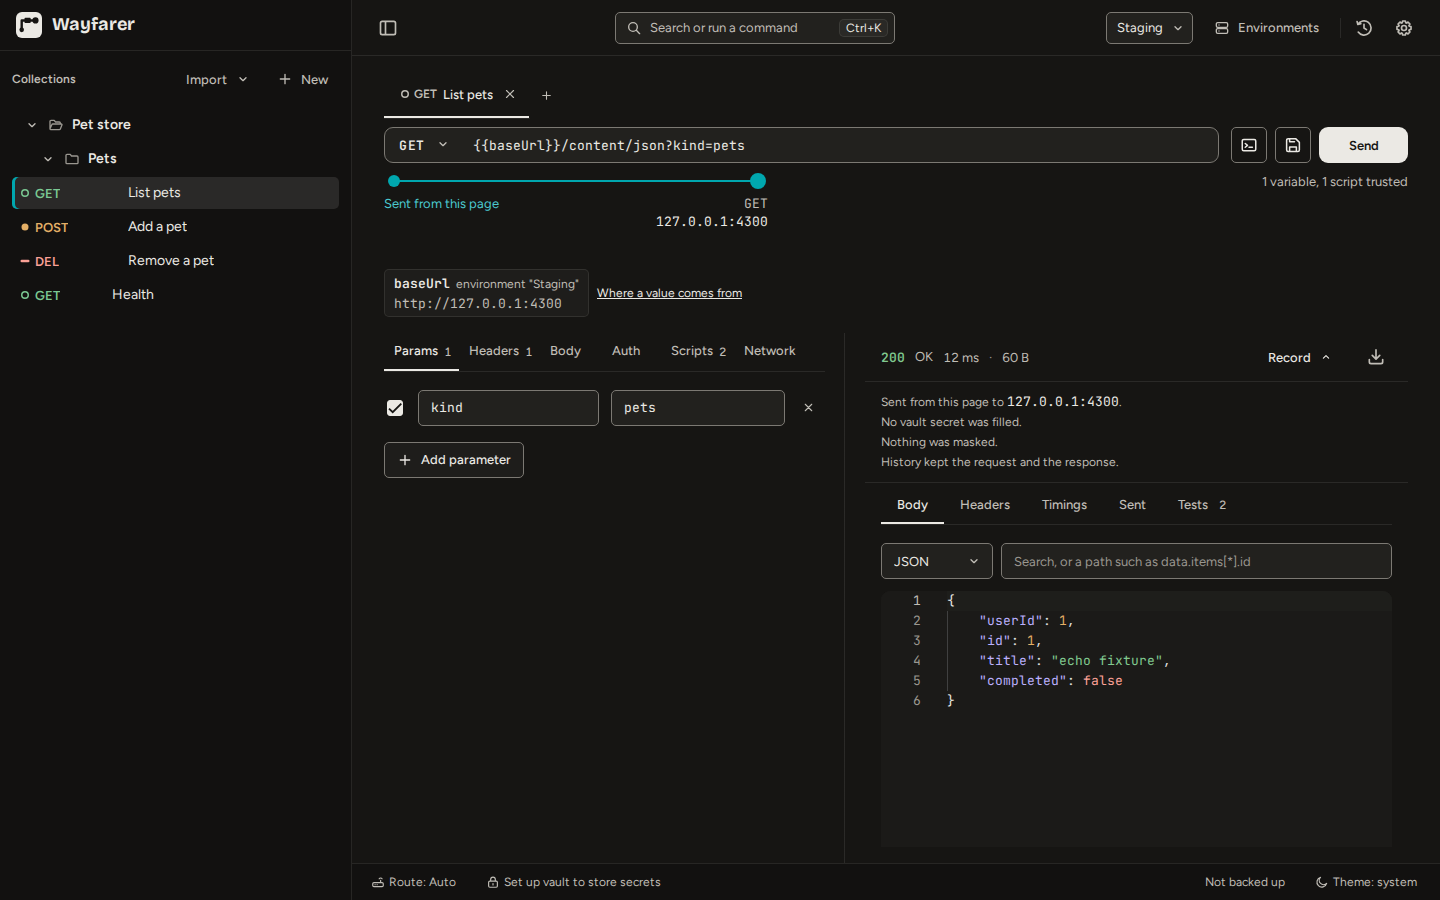 Wayfarer
Search or run a command Ctrl+K
Staging
Environments
Collections Import New
GET List pets
Pet store
Pets
GET List pets
POST Add a pet
DEL Remove a pet
GET Health
GET {{baseUrl}}/content/json?kind=pets
Send
1 variable, 1 script trusted
Sent from this page GET
127.0.0.1:4300
baseUrl environment "Staging"
http://127.0.0.1:4300
Where a value comes from
Params 1 Headers 1 Body Auth Scripts 2 Network
kind pets
Add parameter
200 OK 12 ms · 60 B
Record
Sent from this page to 127.0.0.1:4300.
No vault secret was filled.
Nothing was masked.
History kept the request and the response.
Body Headers Timings Sent Tests 2
JSON Search, or a path such as data.items[*].id
1 {
2 "userId": 1,
3 "id": 1,
4 "title": "echo fixture",
5 "completed": false
6 }
Route: Auto Set up vault to store secrets Not backed up Theme: system